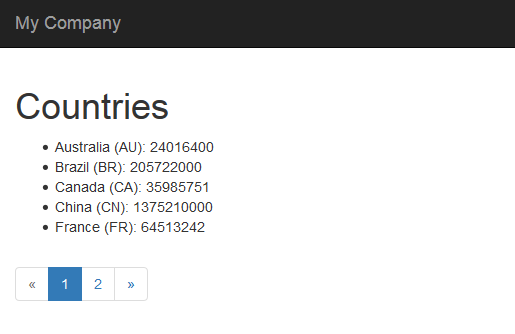 My Company
Countries
• Australia (AU): 24016400
• Brazil (BR): 205722000
• Canada (CA): 35985751
• China (CN): 1375210000
• France (FR): 64513242
« 1 2 »